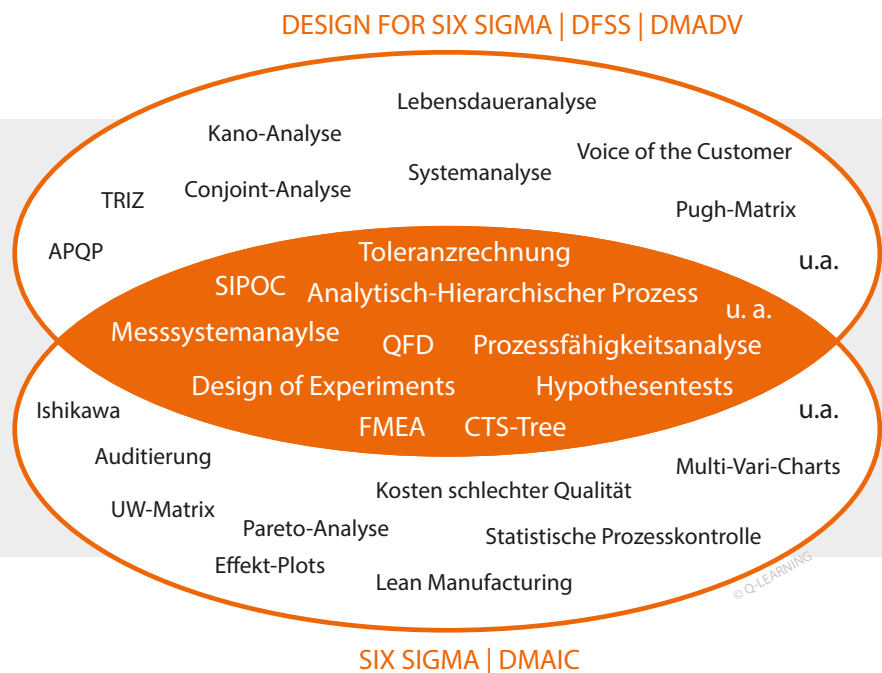 DESIGN FOR SIX SIGMA | DFSS | DMADV
Lebensdaueranalyse
Kano-Analyse
Voice of the Customer
Systemanalyse
Conjoint-Analyse
TRIZ
Pugh-Matrix
APQP
u.a.
Toleranzrechnung
SIPOC
Analytisch-Hierarchischer Prozess
u. a.
Messsystemanaylse
QFD
Prozessfähigkeitsanalyse
Design of Experiments
Hypothesentests
FMEA
CTS-Tree
Ishikawa
u.a.
Auditierung
Multi-Vari-Charts
Kosten schlechter Qualität
UW-Matrix
Pareto-Analyse
Statistische Prozesskontrolle
Effekt-Plots
Lean Manufacturing
© Q-LEARNING
SIX SIGMA | DMAIC